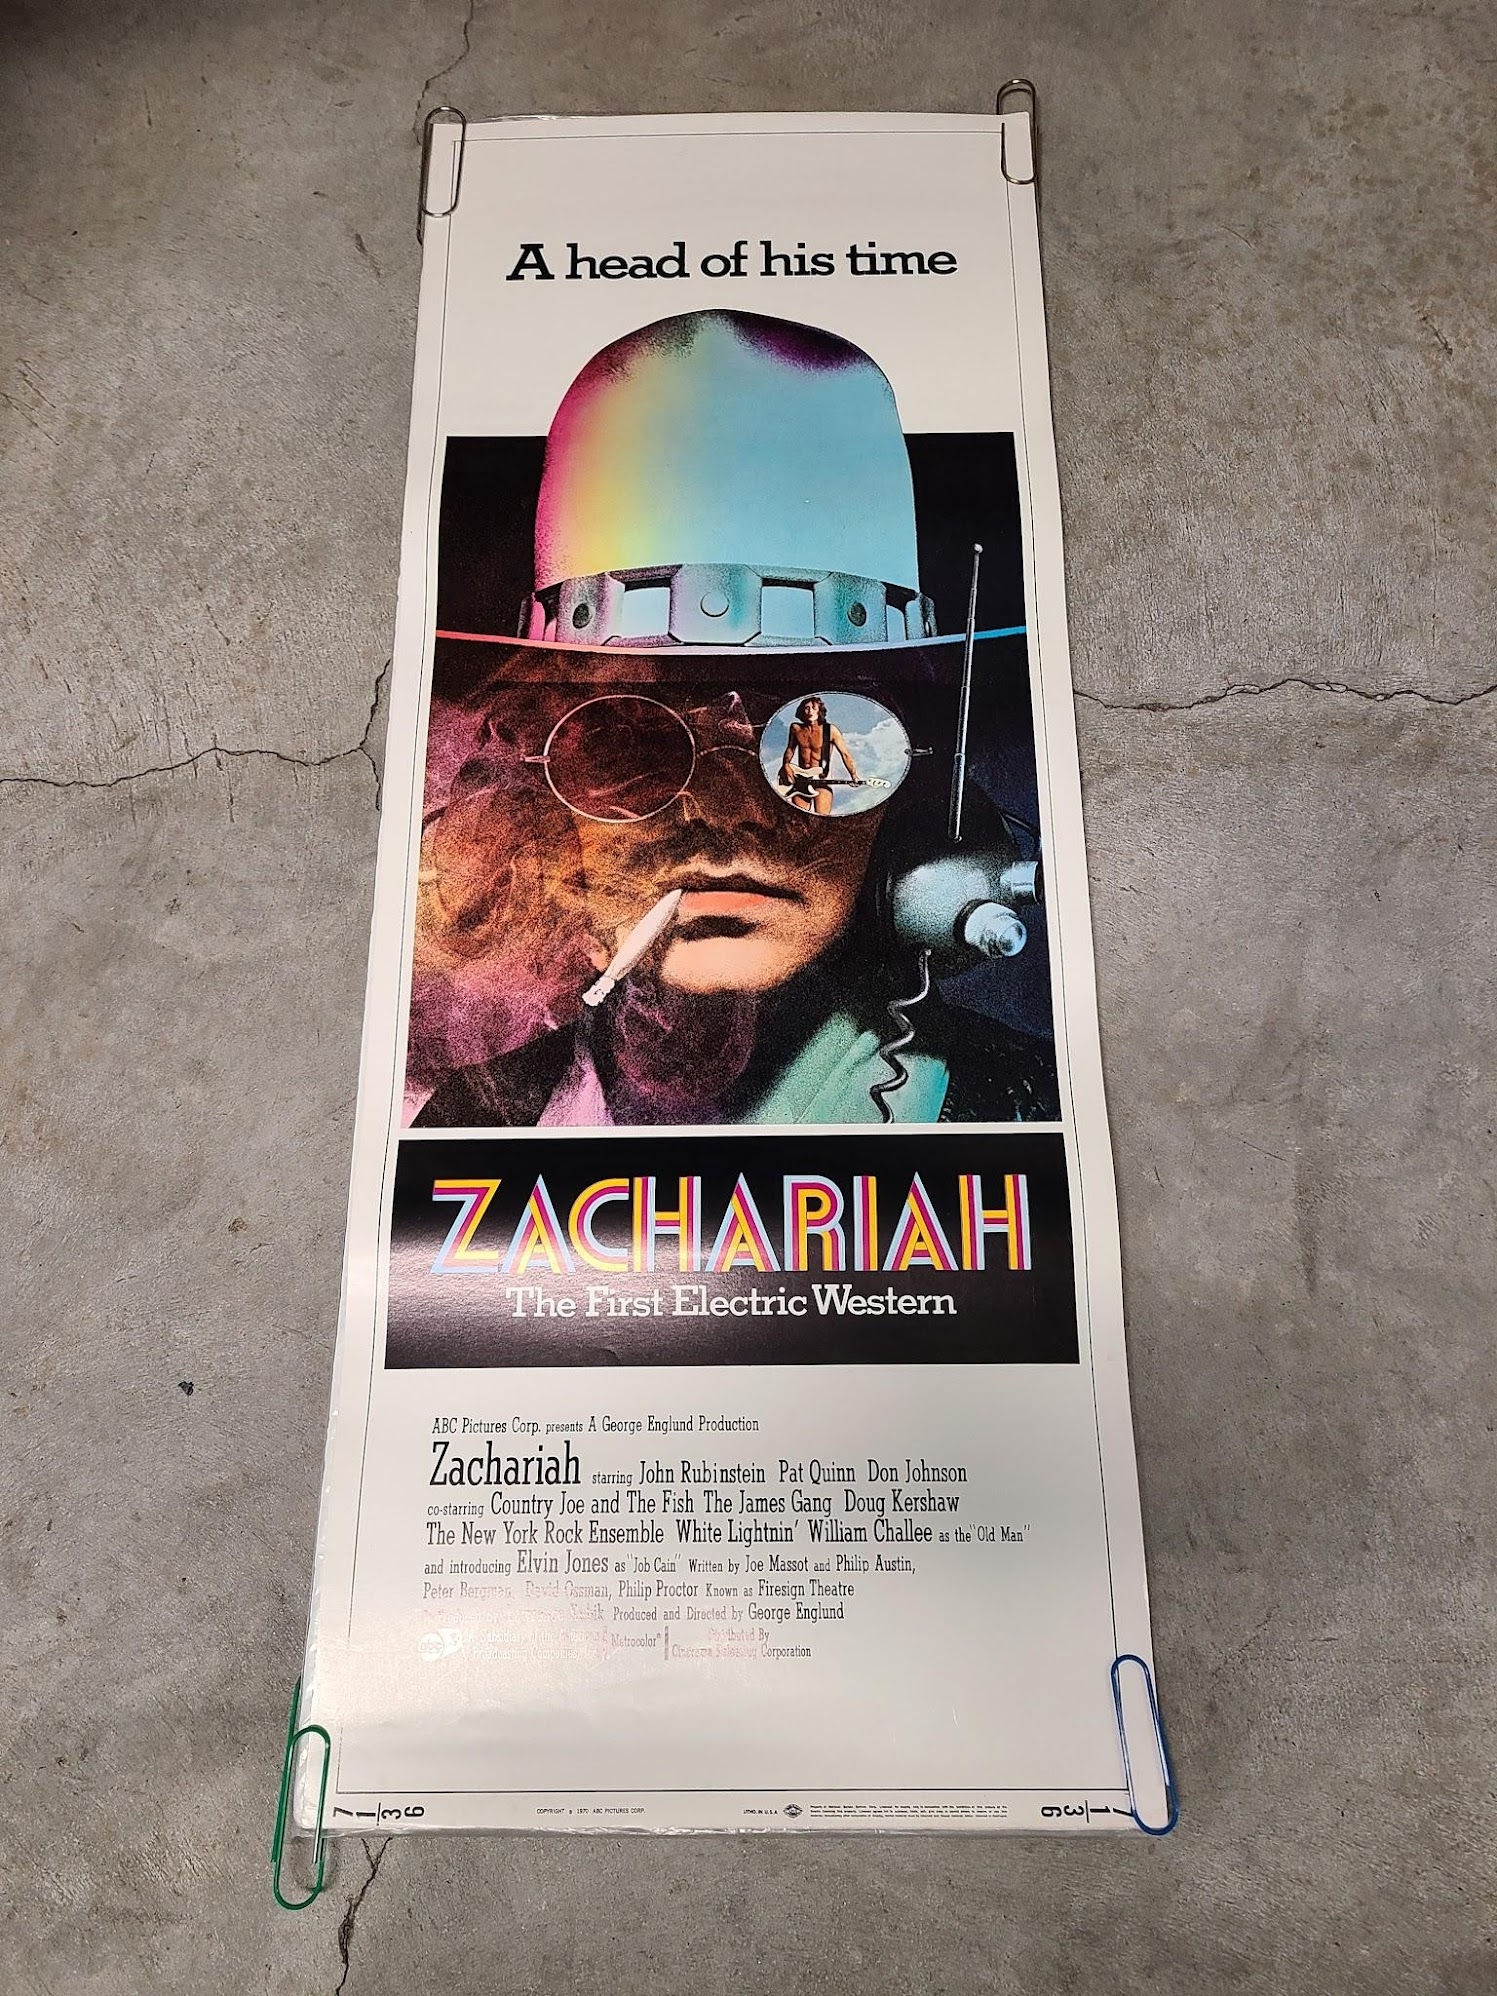 A head of his time
ZACHARIAH
The First Electric Western
ABC Pictures Corp. presents A George Englund Production
Zachariah starring John Rubinstein Pat Quinn Don Johnson
co-starring Country Joe and The Fish The James Gang Doug Kershaw
The New York Rock Ensemble White Lightnin' William Challee as the "Old Man"
and introducing Elvin Jones as "Job Cain" Written by Joe Massot and Philip Austin,
Peter Bergman, David Ossman, Philip Proctor Known as Firesign Theatre
Produced and Directed by George Englund
abc
Metrocolor®
Distributed By
Cinerama Releasing Corporation
71/36
COPYRIGHT © 1970 ABC PICTURES CORP.
LITHO. IN U.S.A.
71/36